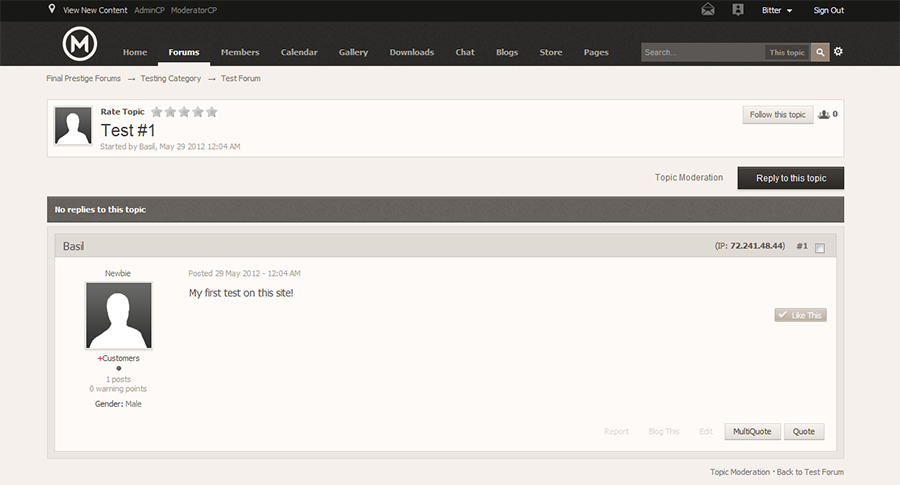 View New Content AdminCP ModeratorCP Bitter Sign Out
M
Home Forums Members Calendar Gallery Downloads Chat Blogs Store Pages Search... This topic
Final Prestige Forums → Testing Category → Test Forum
Rate Topic
Test #1
Started by Basil, May 29 2012 12:04 AM
Follow this topic 0
Topic Moderation Reply to this topic
No replies to this topic
Basil (IP: 72.241.48.44) #1
Newbie
Posted 29 May 2012 - 12:04 AM
My first test on this site!
Like This
+Customers
1 posts
0 warning points
Gender: Male
Report Blog This Edit MultiQuote Quote
Topic Moderation · Back to Test Forum